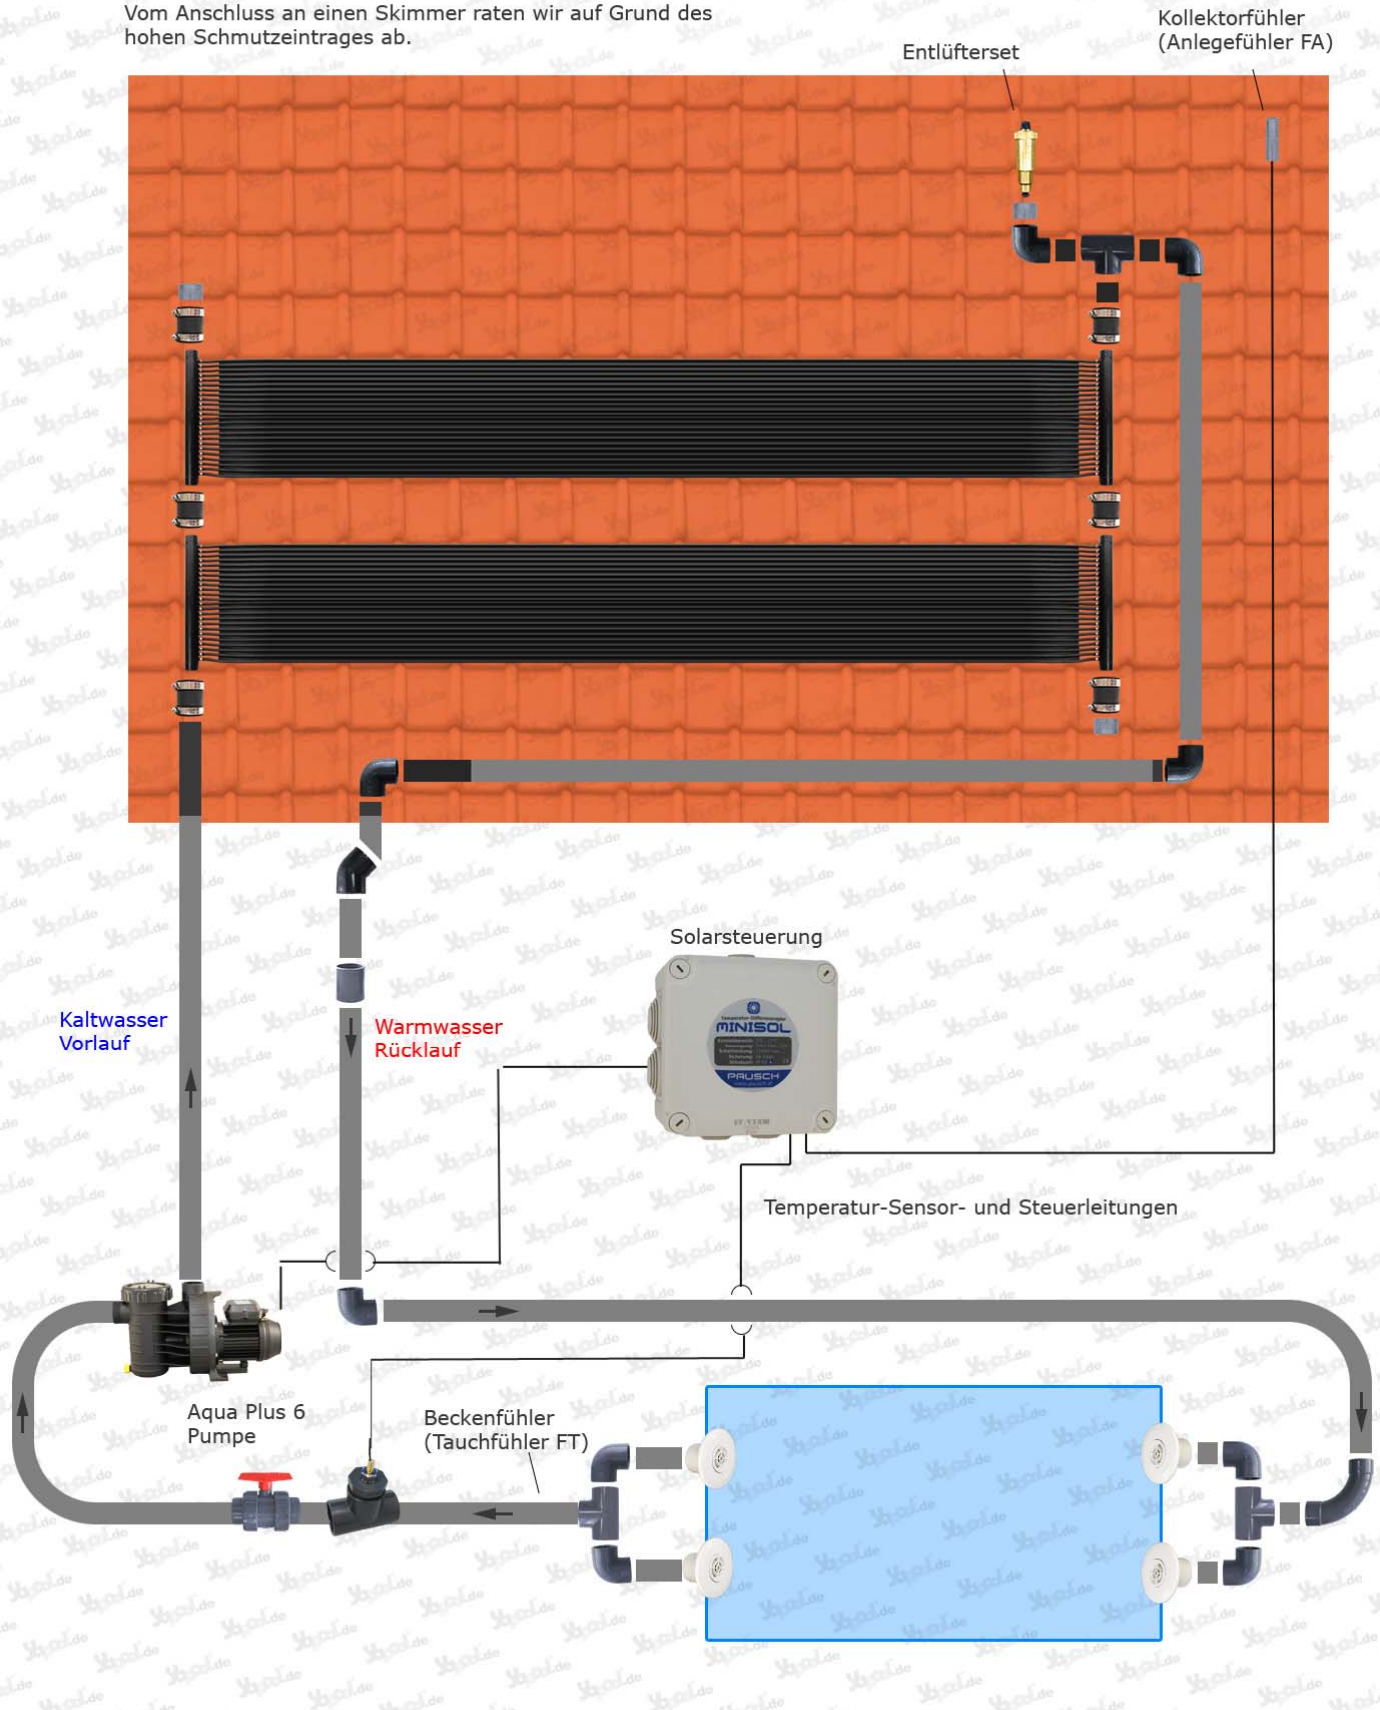 Vom Anschluss an einen Skimmer raten wir auf Grund des
hohen Schmutzeintrages ab.
Kollektorfühler
(Anlegefühler FA)
Entlüfterset
Solarsteuerung
MINISOL
PAUSCH
Kaltwasser
Vorlauf
Warmwasser
Rücklauf
Temperatur-Sensor- und Steuerleitungen
Aqua Plus 6
Pumpe
Beckenfühler
(Tauchfühler FT)